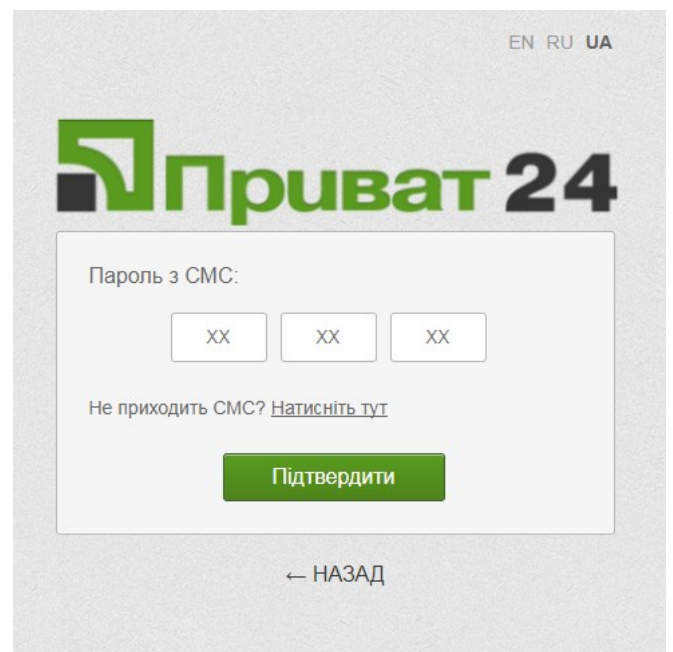 EN RU UA
Приват 24
Пароль з СМС:
XX XX XX
Не приходить СМС? Натисніть тут
Підтвердити
← НАЗАД